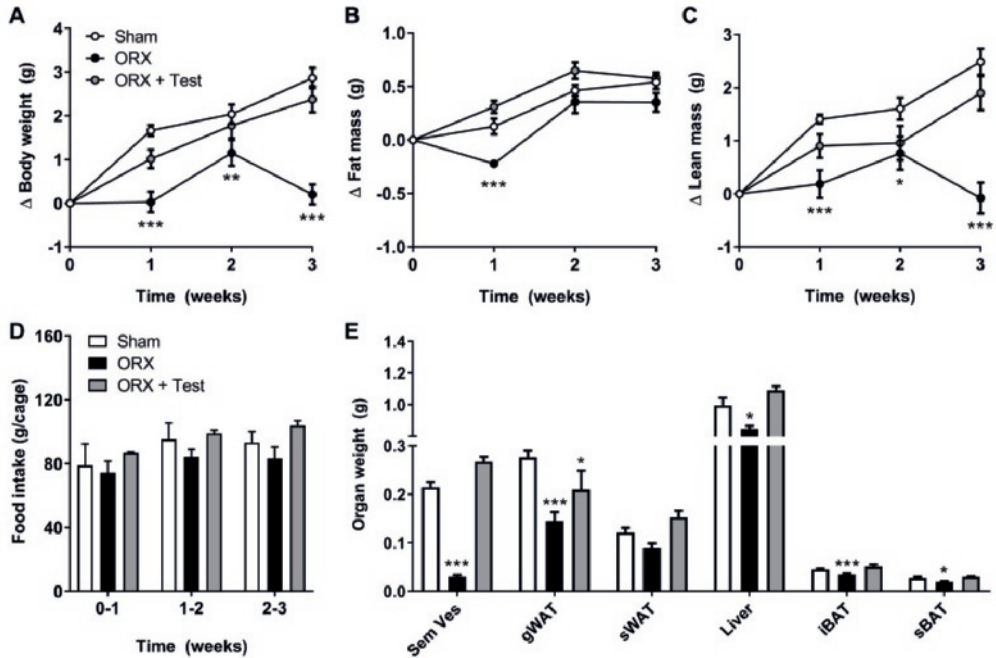 A
Δ Body weight (g)
4
3
2
1
0
-1
Sham
ORX
ORX + Test
***
**
***
0
1
2
3
Time (weeks)
B
Δ Fat mass (g)
1.0
0.5
0.0
-0.5
-1.0
***
0
1
2
3
Time (weeks)
C
Δ Lean mass (g)
3
2
1
0
-1
***
*
***
0
1
2
3
Time (weeks)
D
Food intake (g/cage)
160
120
80
40
0
Sham
ORX
ORX + Test
0-1
1-2
2-3
Time (weeks)
E
Organ weight (g)
1.4
1.2
1.0
0.3
0.2
0.1
0.0
***
***
*
*
***
*
Sem Ves
gWAT
sWAT
Liver
iBAT
sBAT